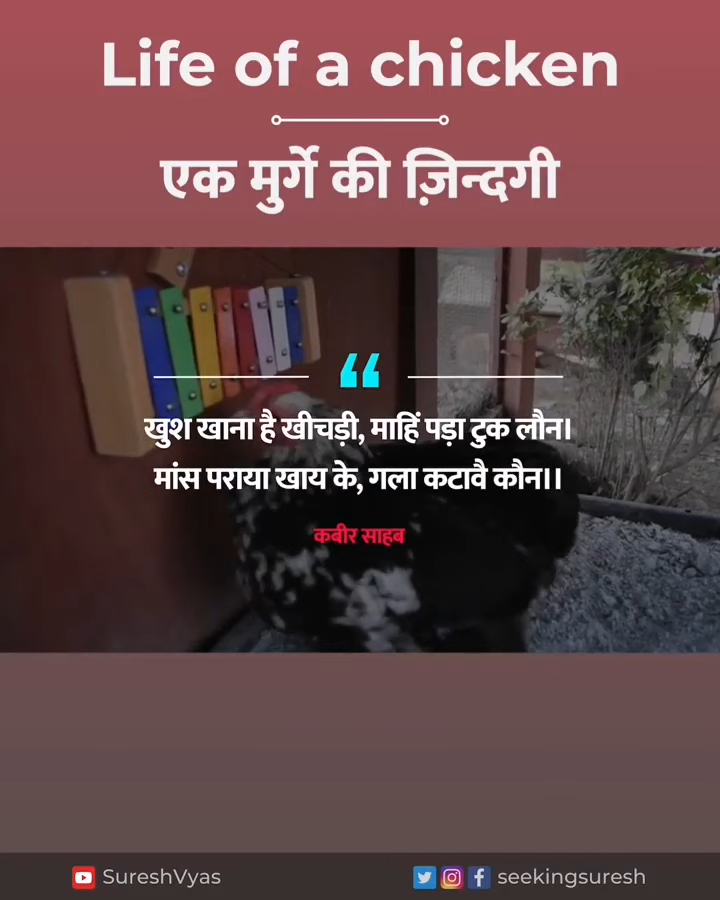 Life of a chicken
एक मुर्गे की ज़िन्दगी
खुश खाना है खीचड़ी, माहिं पड़ा टुक लौन।
मांस पराया खाय के, गला कटावै कौन।।
कबीर साहब
SureshVyas seekingsuresh